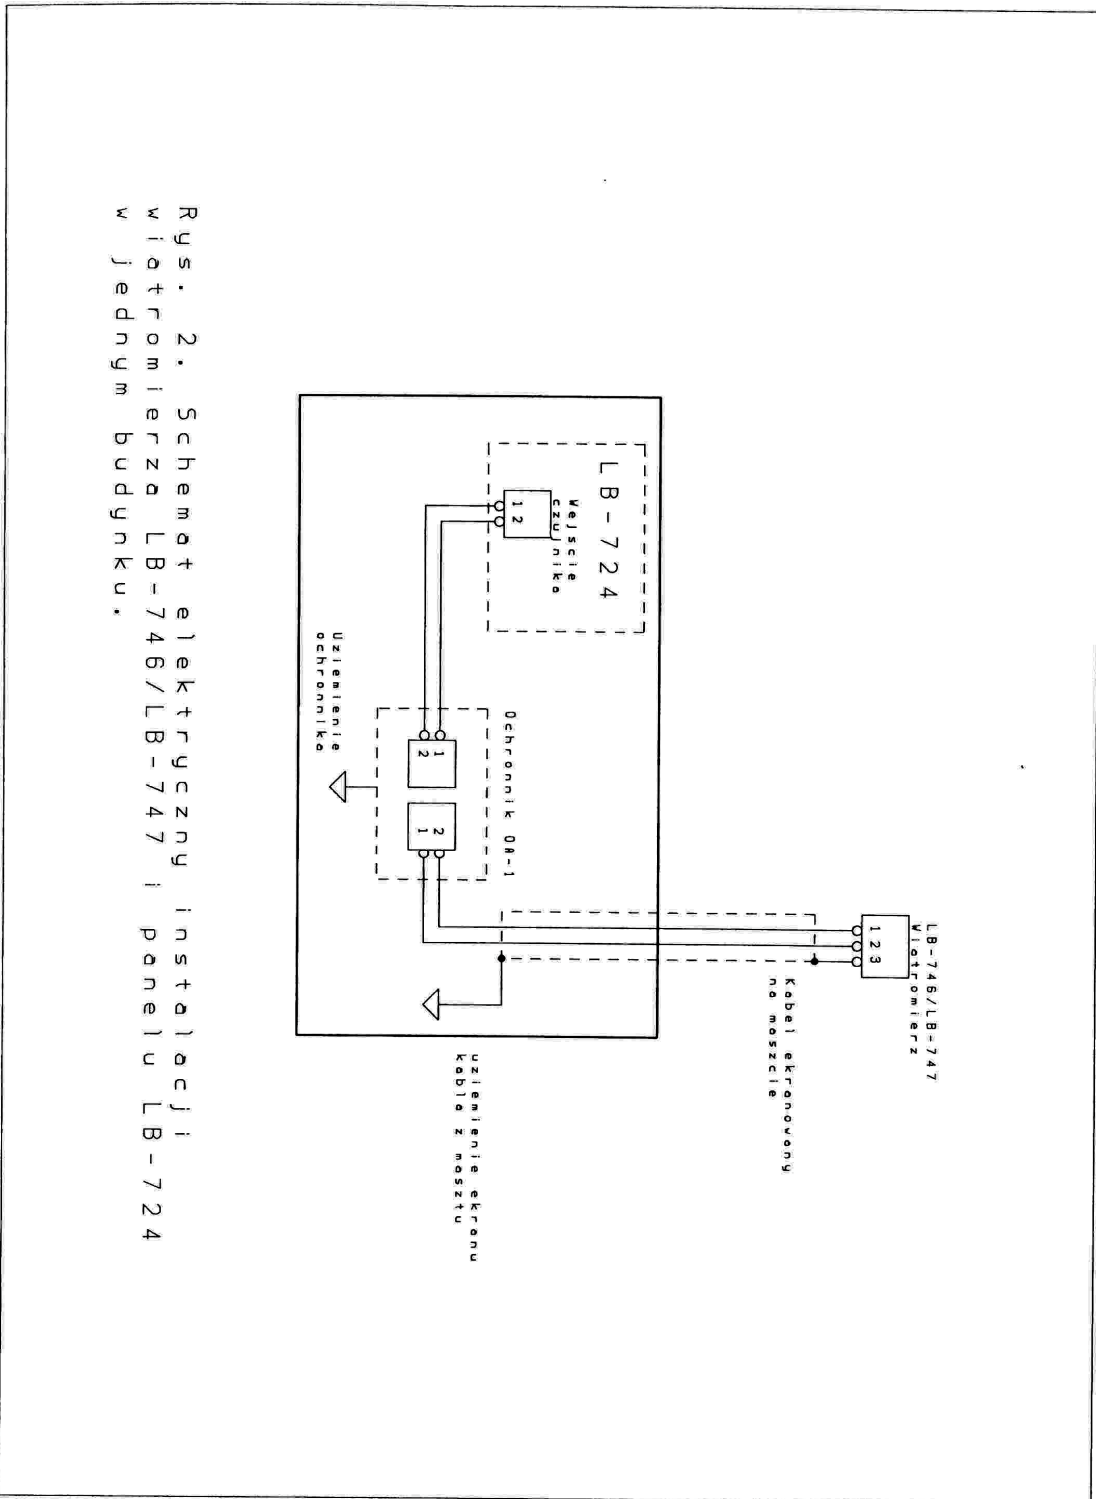 LB-746/LB-747
Wiatromierz
1 2 3
Kabel ekranowany
na maszcie
LB-724
Wejscie
czujnika
1 2
Ochronnik OA-1
1
2
2
1
uziemienie ekranu
kabla z masztu
Uziemienie
ochronnika
Rys. 2. Schemat elektryczny instalacji
wiatromierza LB-746/LB-747 i panelu LB-724
w jednym budynku.